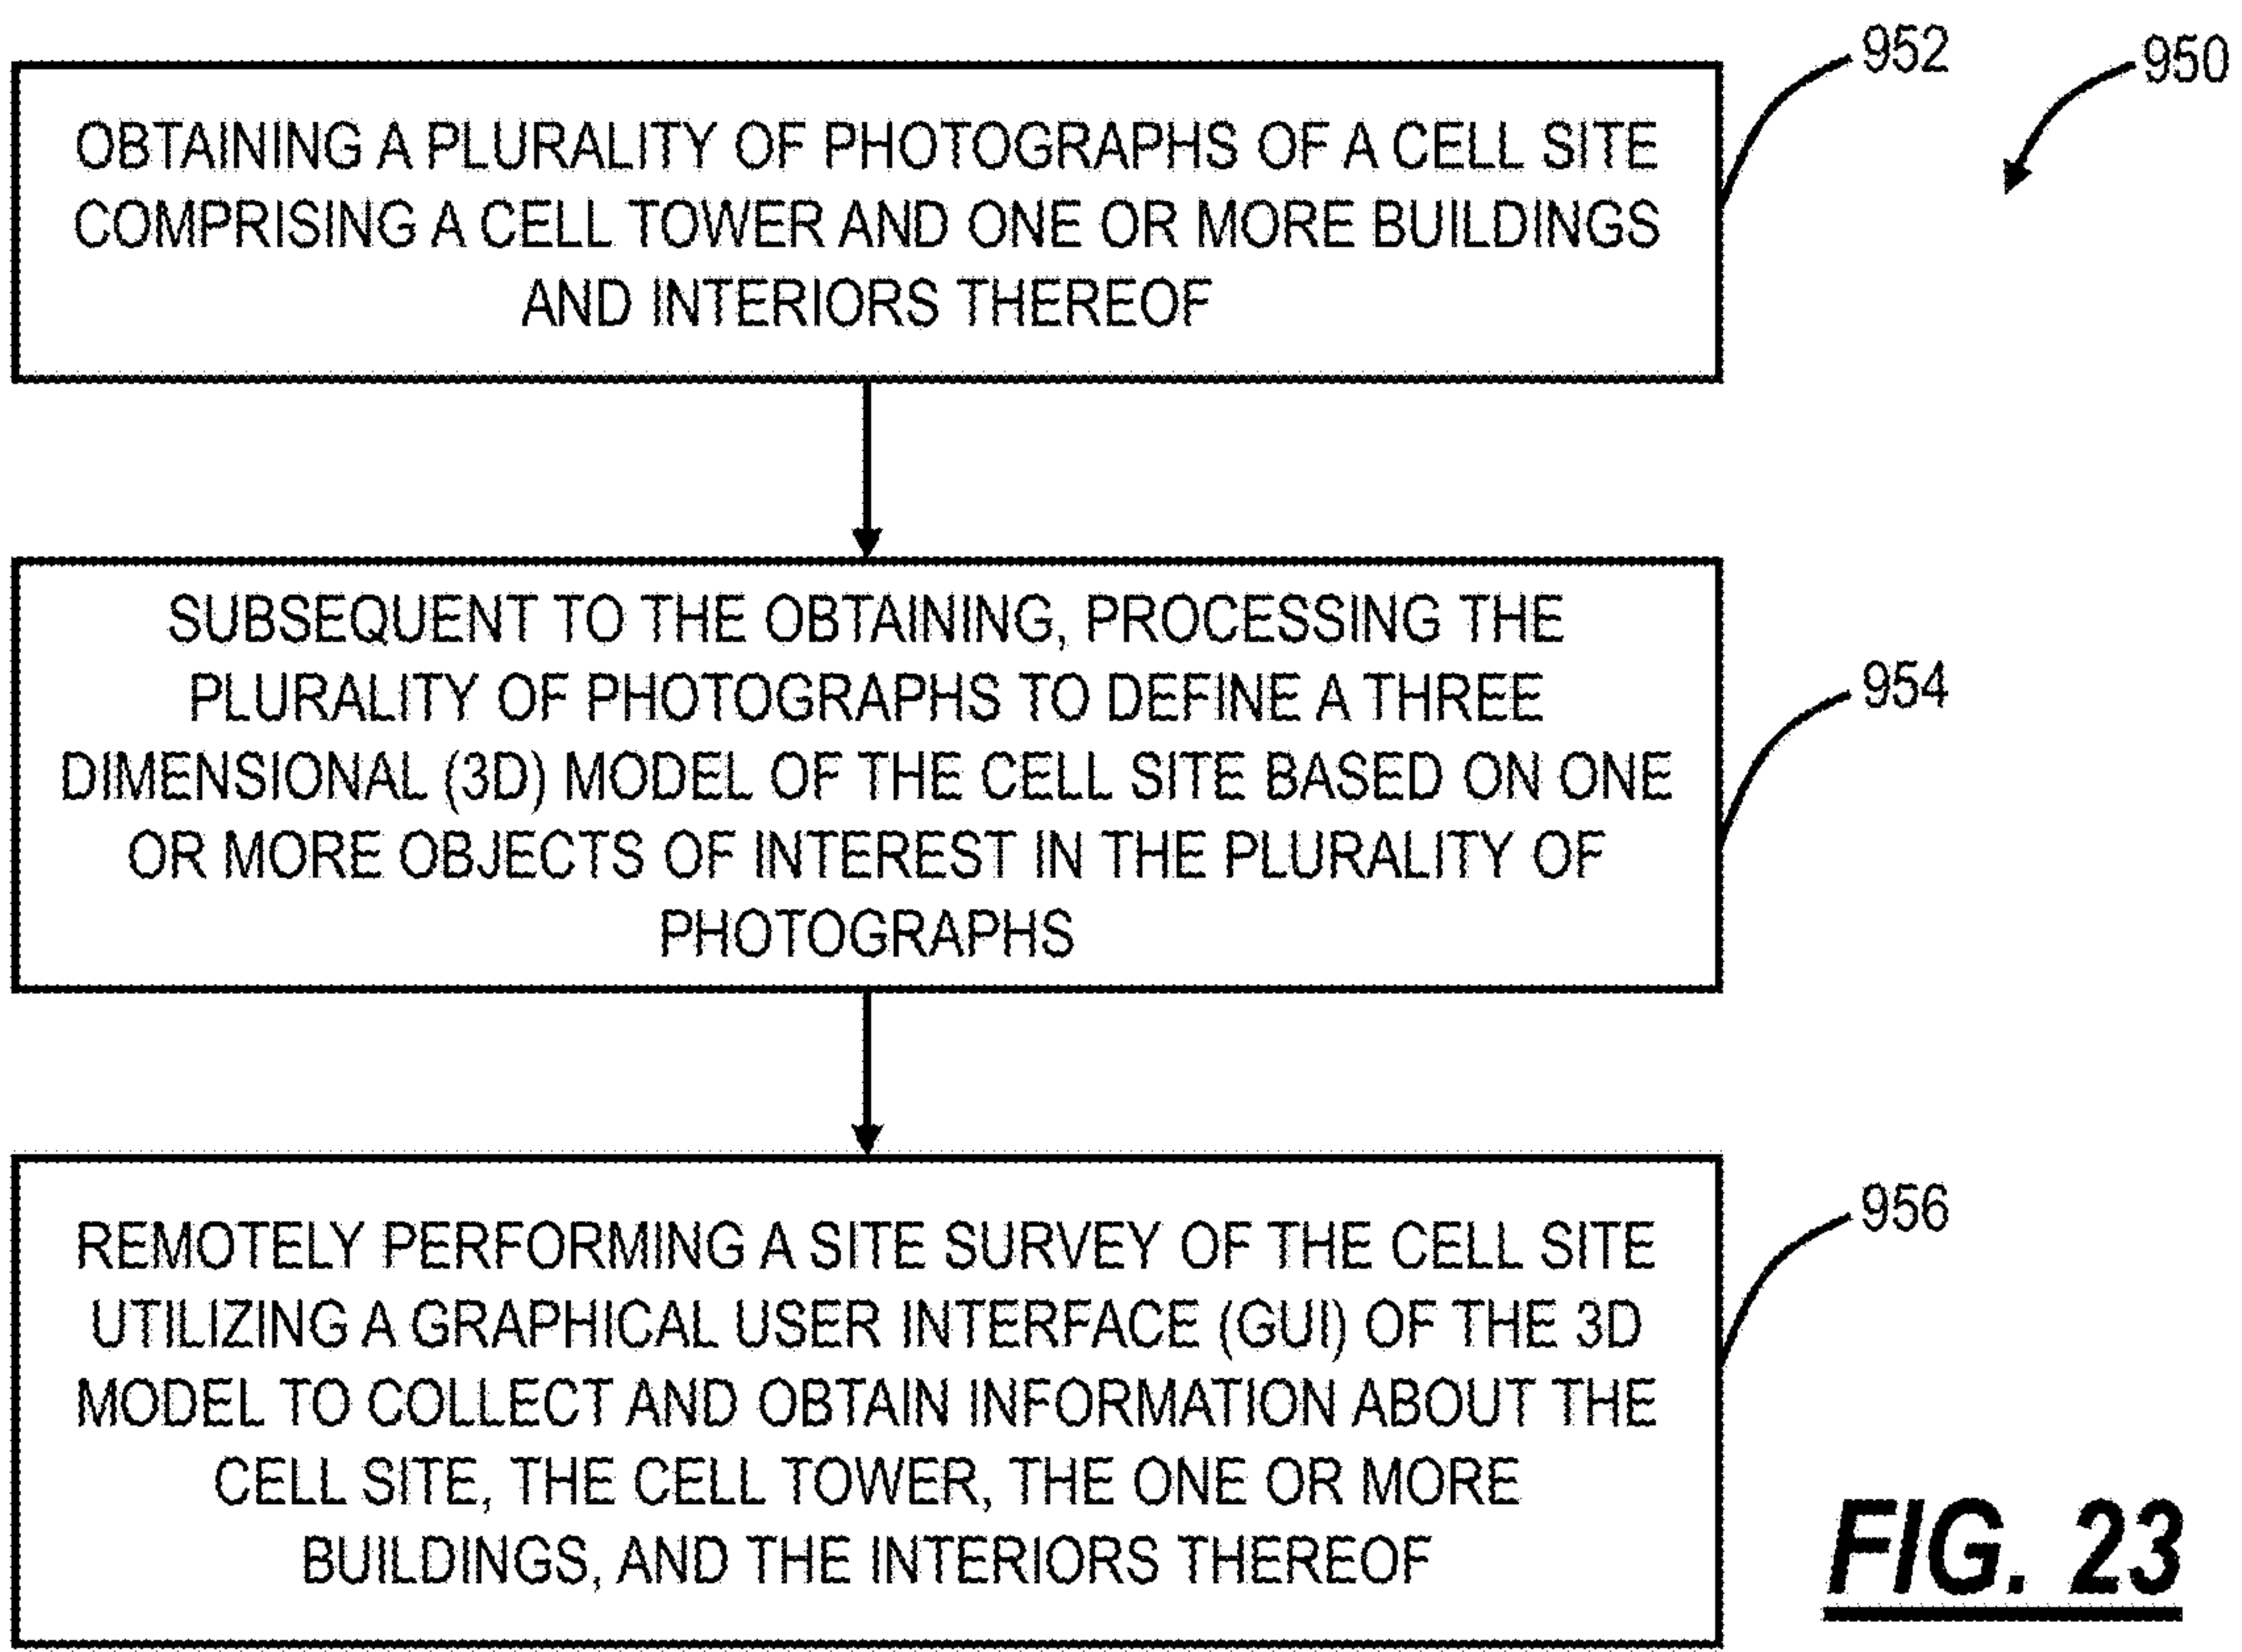 952
950
OBTAINING A PLURALITY OF PHOTOGRAPHS OF A CELL SITE
COMPRISING A CELL TOWER AND ONE OR MORE BUILDINGS
AND INTERIORS THEREOF
SUBSEQUENT TO THE OBTAINING, PROCESSING THE
PLURALITY OF PHOTOGRAPHS TO DEFINE A THREE
DIMENSIONAL (3D) MODEL OF THE CELL SITE BASED ON ONE
OR MORE OBJECTS OF INTEREST IN THE PLURALITY OF
PHOTOGRAPHS
954
REMOTELY PERFORMING A SITE SURVEY OF THE CELL SITE
UTILIZING A GRAPHICAL USER INTERFACE (GUI) OF THE 3D
MODEL TO COLLECT AND OBTAIN INFORMATION ABOUT THE
CELL SITE, THE CELL TOWER, THE ONE OR MORE
BUILDINGS, AND THE INTERIORS THEREOF
956
FIG. 23